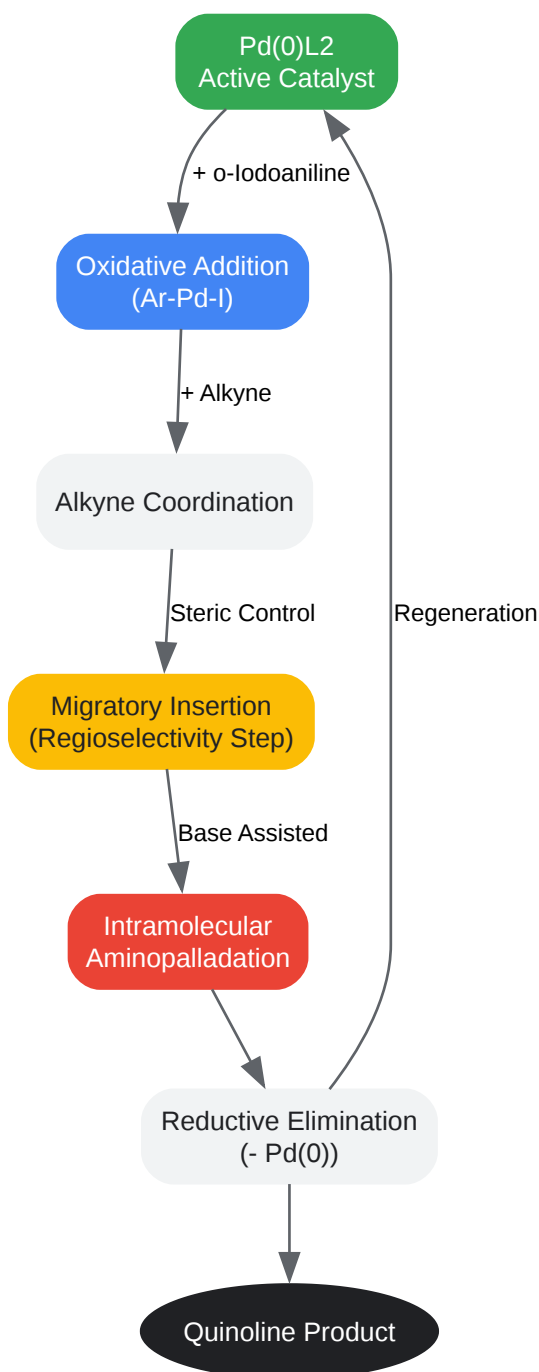 Pd(0)L2
Active Catalyst
+ o-Iodoaniline
Oxidative Addition
(Ar-Pd-I)
+ Alkyne
Alkyne Coordination
Steric Control
Regeneration
Migratory Insertion
(Regioselectivity Step)
Base Assisted
Intramolecular
Aminopalladation
Reductive Elimination
(- Pd(0))
Quinoline Product